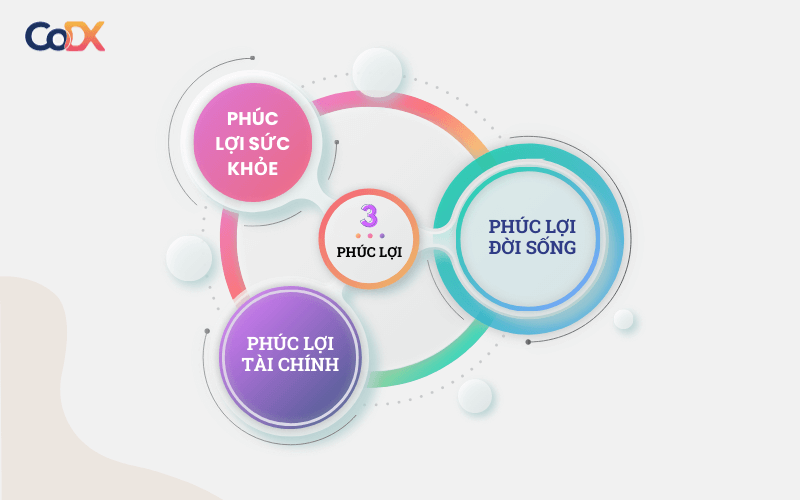 CoDX
PHÚC
LỢI SỨC
KHỎE
3
PHÚC LỢI
PHÚC LỢI
ĐỜI SỐNG
PHÚC LỢI
TÀI CHÍNH